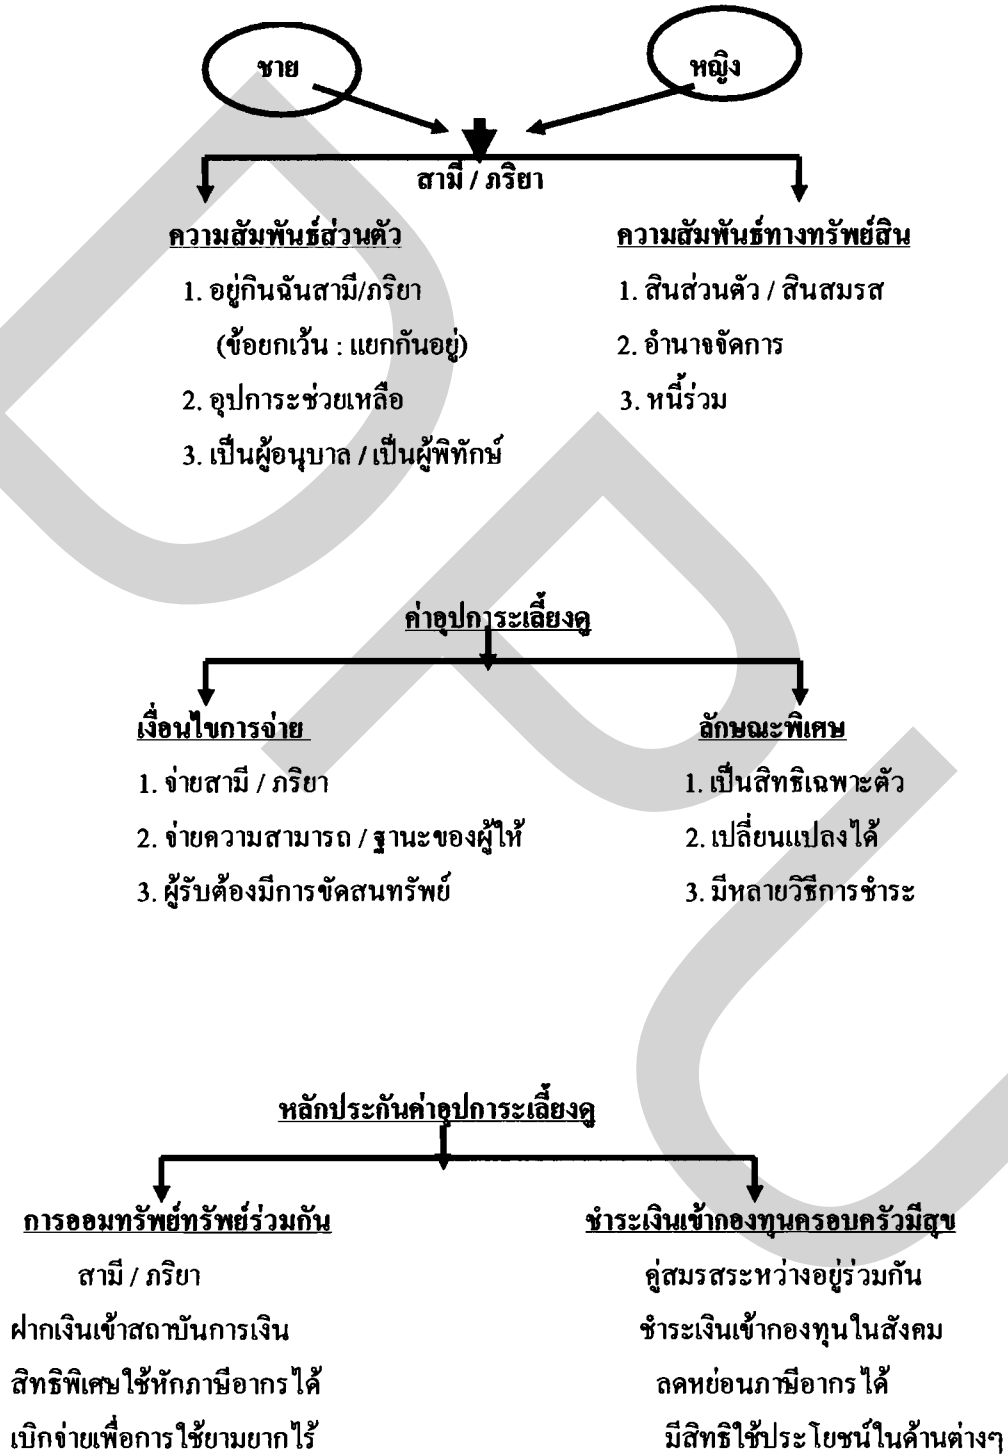 ชาย
หญิง
สามี / ภริยา
ความสัมพันธ์ส่วนตัว
1. อยู่กินฉันสามี/ภริยา
(ข้อยกเว้น : แยกกันอยู่)
2. อุปการะช่วยเหลือ
3. เป็นผู้อนุบาล / เป็นผู้พิทักษ์
ความสัมพันธ์ทางทรัพย์สิน
1. สินส่วนตัว / สินสมรส
2. อำนาจจัดการ
3. หนี้ร่วม
ค่าอุปการะเลี้ยงดู
เงื่อนไขการจ่าย
1. จ่ายสามี / ภริยา
2. จ่ายความสามารถ / ฐานะของผู้ให้
3. ผู้รับต้องมีการขัดสนทรัพย์
ลักษณะพิเศษ
1. เป็นสิทธิเฉพาะตัว
2. เปลี่ยนแปลงได้
3. มีหลายวิธีการชำระ
หลักประกันค่าอุปการะเลี้ยงดู
การออมทรัพย์ทรัพย์ร่วมกัน
สามี / ภริยา
ฝากเงินเข้าสถาบันการเงิน
สิทธิพิเศษใช้หักภาษีอากรได้
เบิกจ่ายเพื่อการใช้ยามยากไร้
ชำระเงินเข้ากองทุนครอบครัวมีสุข
คู่สมรสระหว่างอยู่ร่วมกัน
ชำระเงินเข้ากองทุนในสังคม
ลดหย่อนภาษีอากรได้
มีสิทธิใช้ประโยชน์ในด้านต่างๆ
DPU